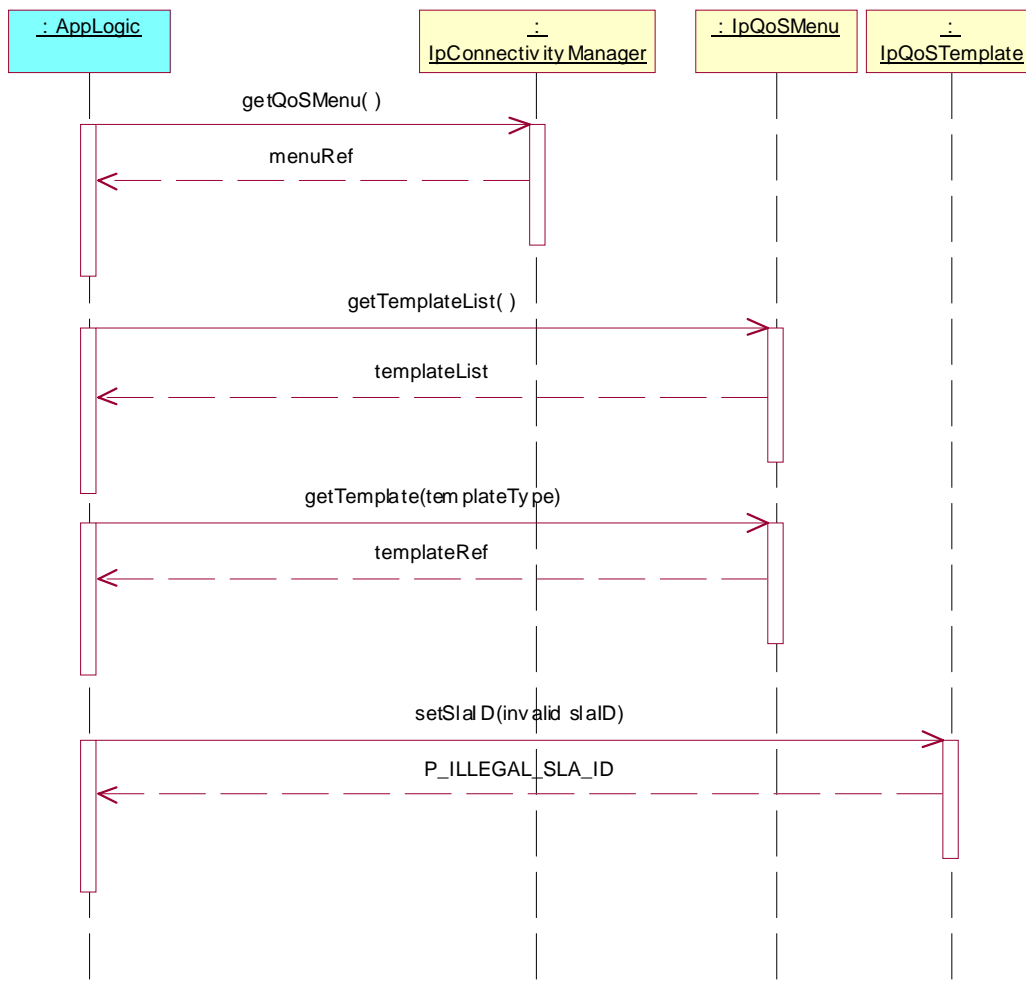 : AppLogic
:
IpConnectivityManager
: IpQoSMenu
:
IpQoSTemplate
getQoSMenu( )
menuRef
getTemplateList( )
templateList
getTemplate(templateType)
templateRef
setSlaID(invalid slaID)
P_ILLEGAL_SLA_ID